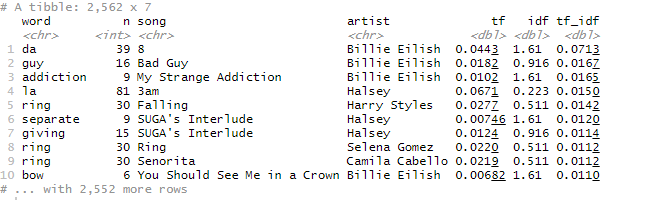 # A tibble: 2,562 x 7
word n song artist tf idf tf_idf
<chr> <int> <chr> <chr> <dbl> <dbl> <dbl>
1 da 39 8 Billie Eilish 0.0443 1.61 0.0713
2 guy 16 Bad Guy Billie Eilish 0.0182 0.916 0.0167
3 addiction 9 My Strange Addiction Billie Eilish 0.0102 1.61 0.0165
4 la 81 3am Halsey 0.0671 0.223 0.0150
5 ring 30 Falling Harry Styles 0.0277 0.511 0.0142
6 separate 9 SUGA's Interlude Halsey 0.00746 1.61 0.0120
7 giving 15 SUGA's Interlude Halsey 0.0124 0.916 0.0114
8 ring 30 Ring Selena Gomez 0.0220 0.511 0.0112
9 ring 30 Senorita Camila Cabello 0.0219 0.511 0.0112
10 bow 6 You Should See Me in a Crown Billie Eilish 0.00682 1.61 0.0110
# ... with 2,552 more rows